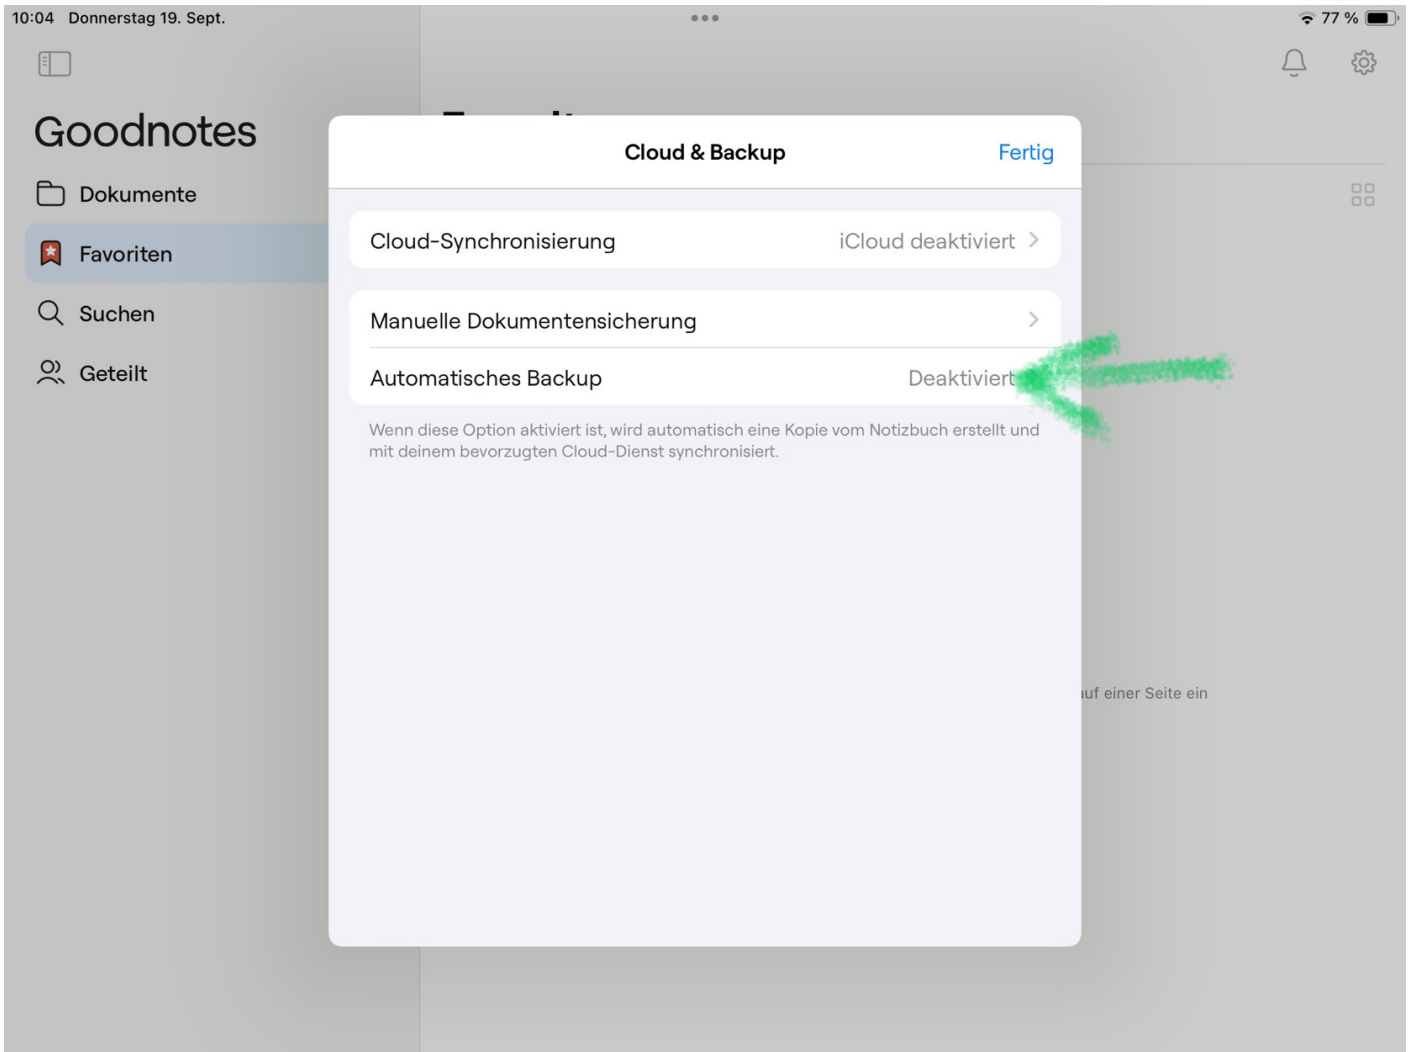 10:04 Donnerstag 19. Sept.
77 %
Goodnotes
Dokumente
Favoriten
Suchen
Geteilt
Cloud & Backup
Fertig
Cloud-Synchronisierung
iCloud deaktiviert
Manuelle Dokumentensicherung
Automatisches Backup
Deaktiviert
Wenn diese Option aktiviert ist, wird automatisch eine Kopie vom Notizbuch erstellt und
mit deinem bevorzugten Cloud-Dienst synchronisiert.
auf einer Seite ein